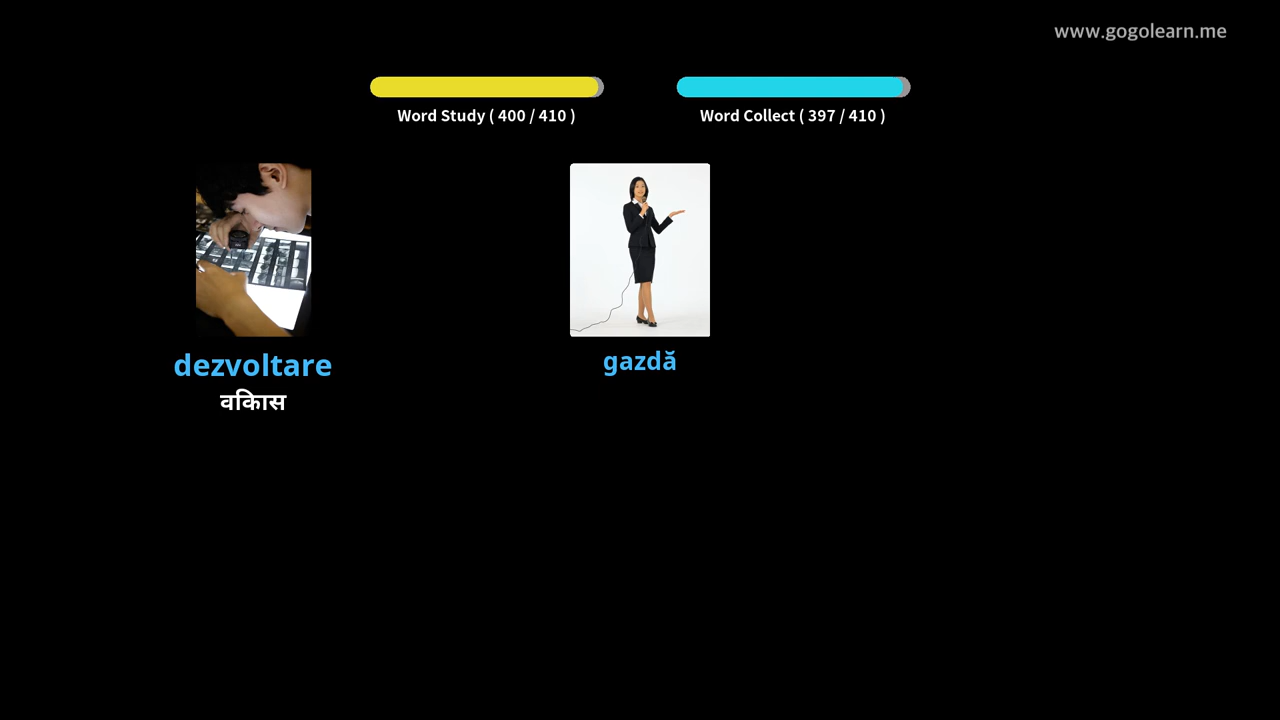 www.gogolearn.me
Word Study ( 400 / 410 )
Word Collect ( 397 / 410 )
dezvoltare
विकास
gazdă